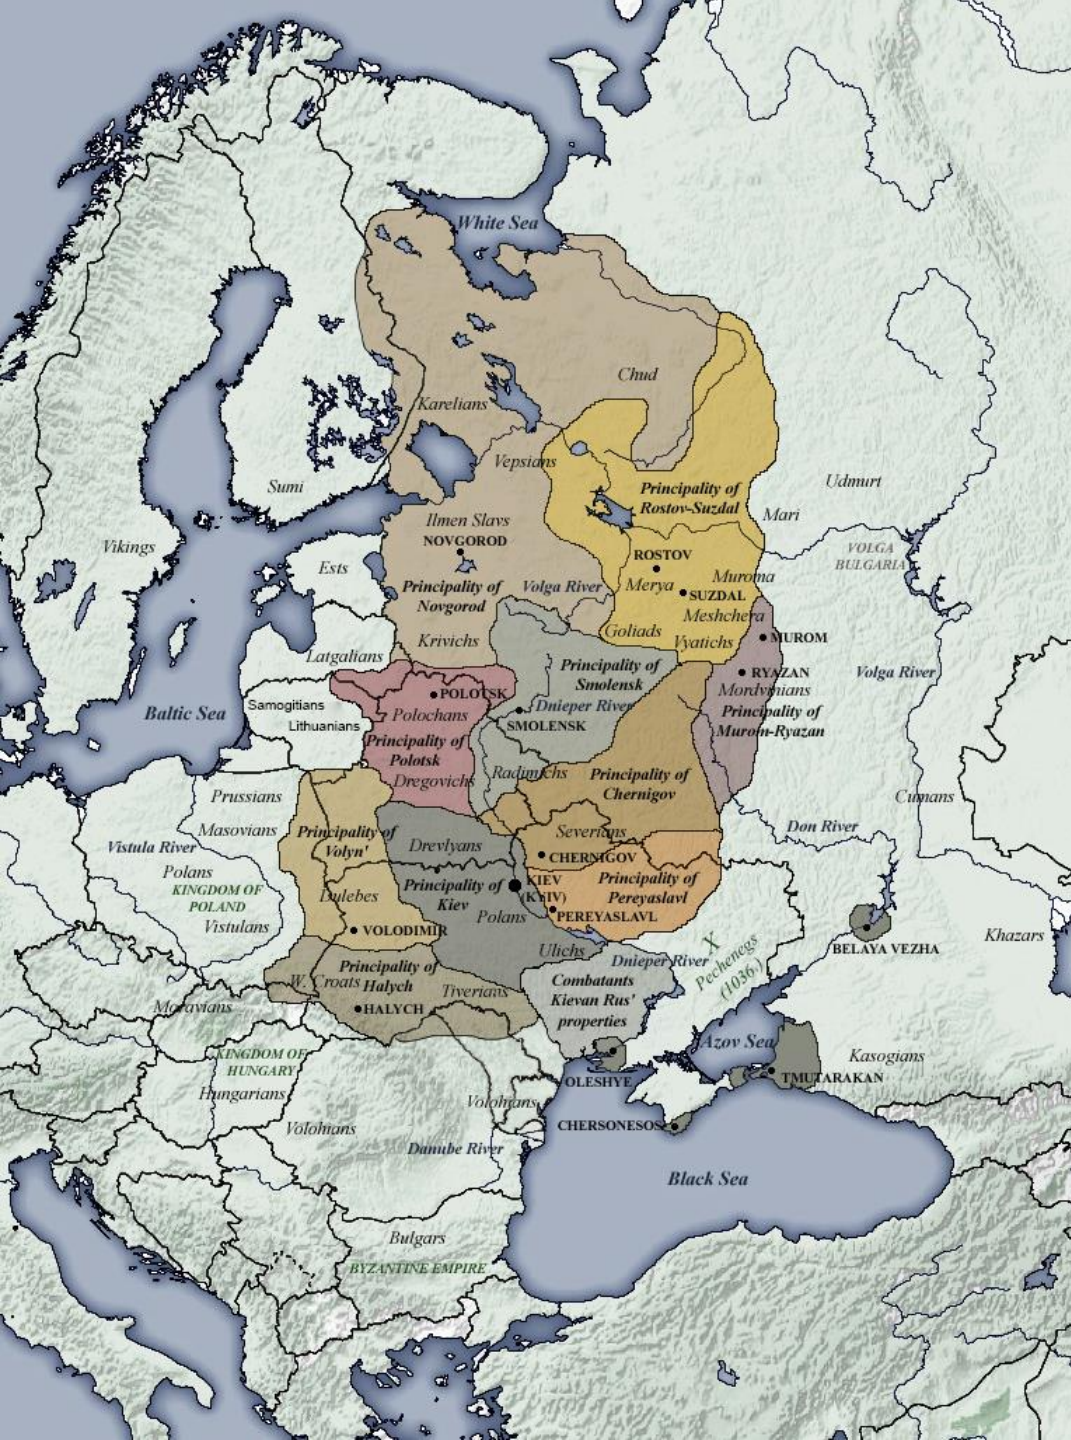 White Sea
Chud
Karelians
Vepsians
Sumi
Principality of
Rostov-Suzdal
Udmurt
Mari
Ilmen Slavs
NOVGOROD
Vikings
VOLGA
BULGARIA
ROSTOV
Ests
Principality of
Novgorod
Volga River
Merya
Muroma
SUZDAL
Meshchera
Goliads
Vyatichs
MUROM
Krivichs
Latgalians
Principality of
Smolensk
RYAZAN
Volga River
Mordvinians
POLOTSK
Samogitians
Dnieper River
Baltic Sea
Polochans
Lithuanians
SMOLENSK
Principality of
Murom-Ryazan
Principality of
Polotsk
Dregovichs
Radimichs
Principality of
Chernigov
Prussians
Cumans
Masovians
Principality of
Volyn'
Severians
Don River
Vistula River
Drevlyans
CHERNIGOV
Polans
KINGDOM OF
POLAND
Dulebes
Principality of
Kiev
KIEV
(KYIV)
Principality of
Pereyaslavl
Polans
PEREYASLAVL
Vistulans
VOLODIMIR
Khazars
BELAYA VEZHA
Ulichs
Dnieper River
X
Pechenegs
(1036.)
Principality of
Halych
W. Croats
Tiverians
Combatants
Kievan Rus'
properties
Moravians
HALYCH
Azov Sea
KINGDOM OF
HUNGARY
Kasogians
OLESHYE
TMUTARAKAN
Hungarians
Volohians
Volohians
CHERSONESOS
Danube River
Black Sea
Bulgars
BYZANTINE EMPIRE